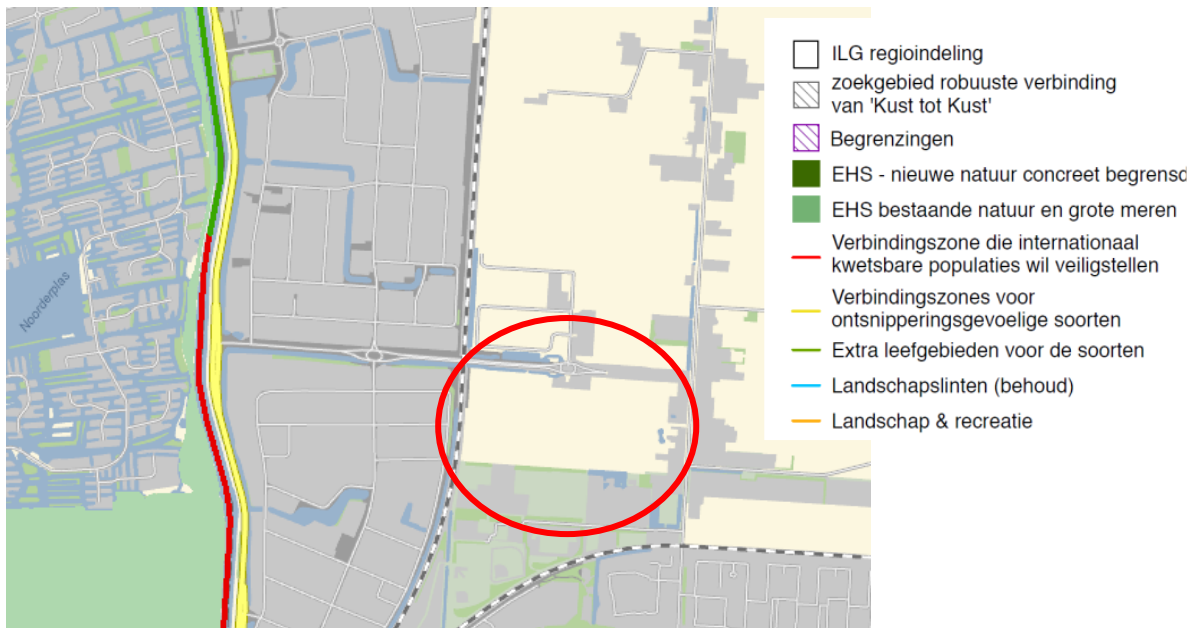 Noorderplas
ILG regioindeling
zoekgebied robuuste verbinding
van 'Kust tot Kust'
Begrenzingen
EHS - nieuwe natuur concreet begrensd
EHS bestaande natuur en grote meren
Verbindingszone die internationaal
kwetsbare populaties wil veiligstellen
Verbindingszones voor
ontsnipperingsgevoelige soorten
Extra leefgebieden voor de soorten
Landschapslinten (behoud)
Landschap & recreatie